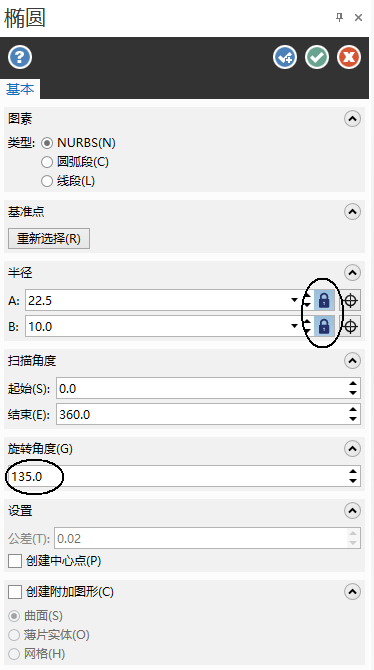 椭圆
基本
图素
类型: NURBS(N)
圆弧段(C)
线段(L)
基准点
重新选择(R)
半径
A: 22.5
B: 10.0
扫描角度
起始(S): 0.0
结束(E): 360.0
旋转角度(G)
135.0
设置
公差(T): 0.02
创建中心点(P)
创建附加图形(C)
曲面(S)
薄片实体(O)
网格(H)